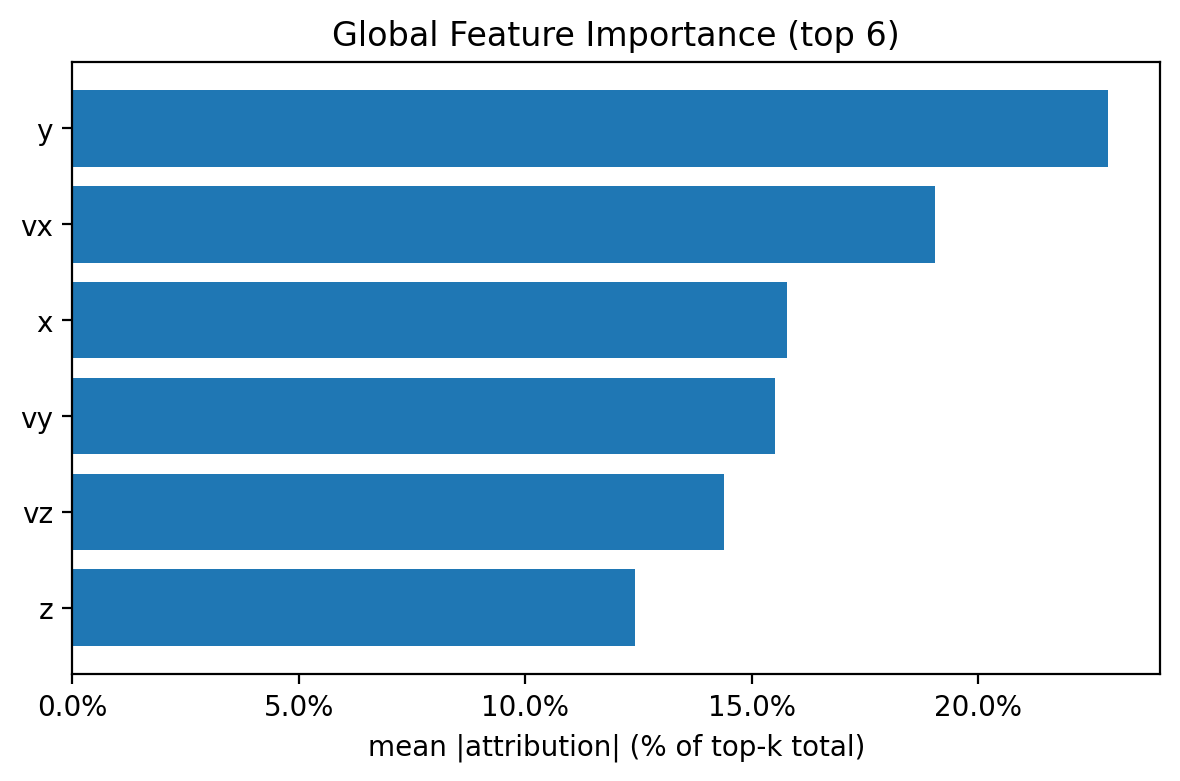 Global Feature Importance (top 6)
y
vx
x
vy
vz
z
0.0% 5.0% 10.0% 15.0% 20.0%
mean |attribution| (% of top-k total)